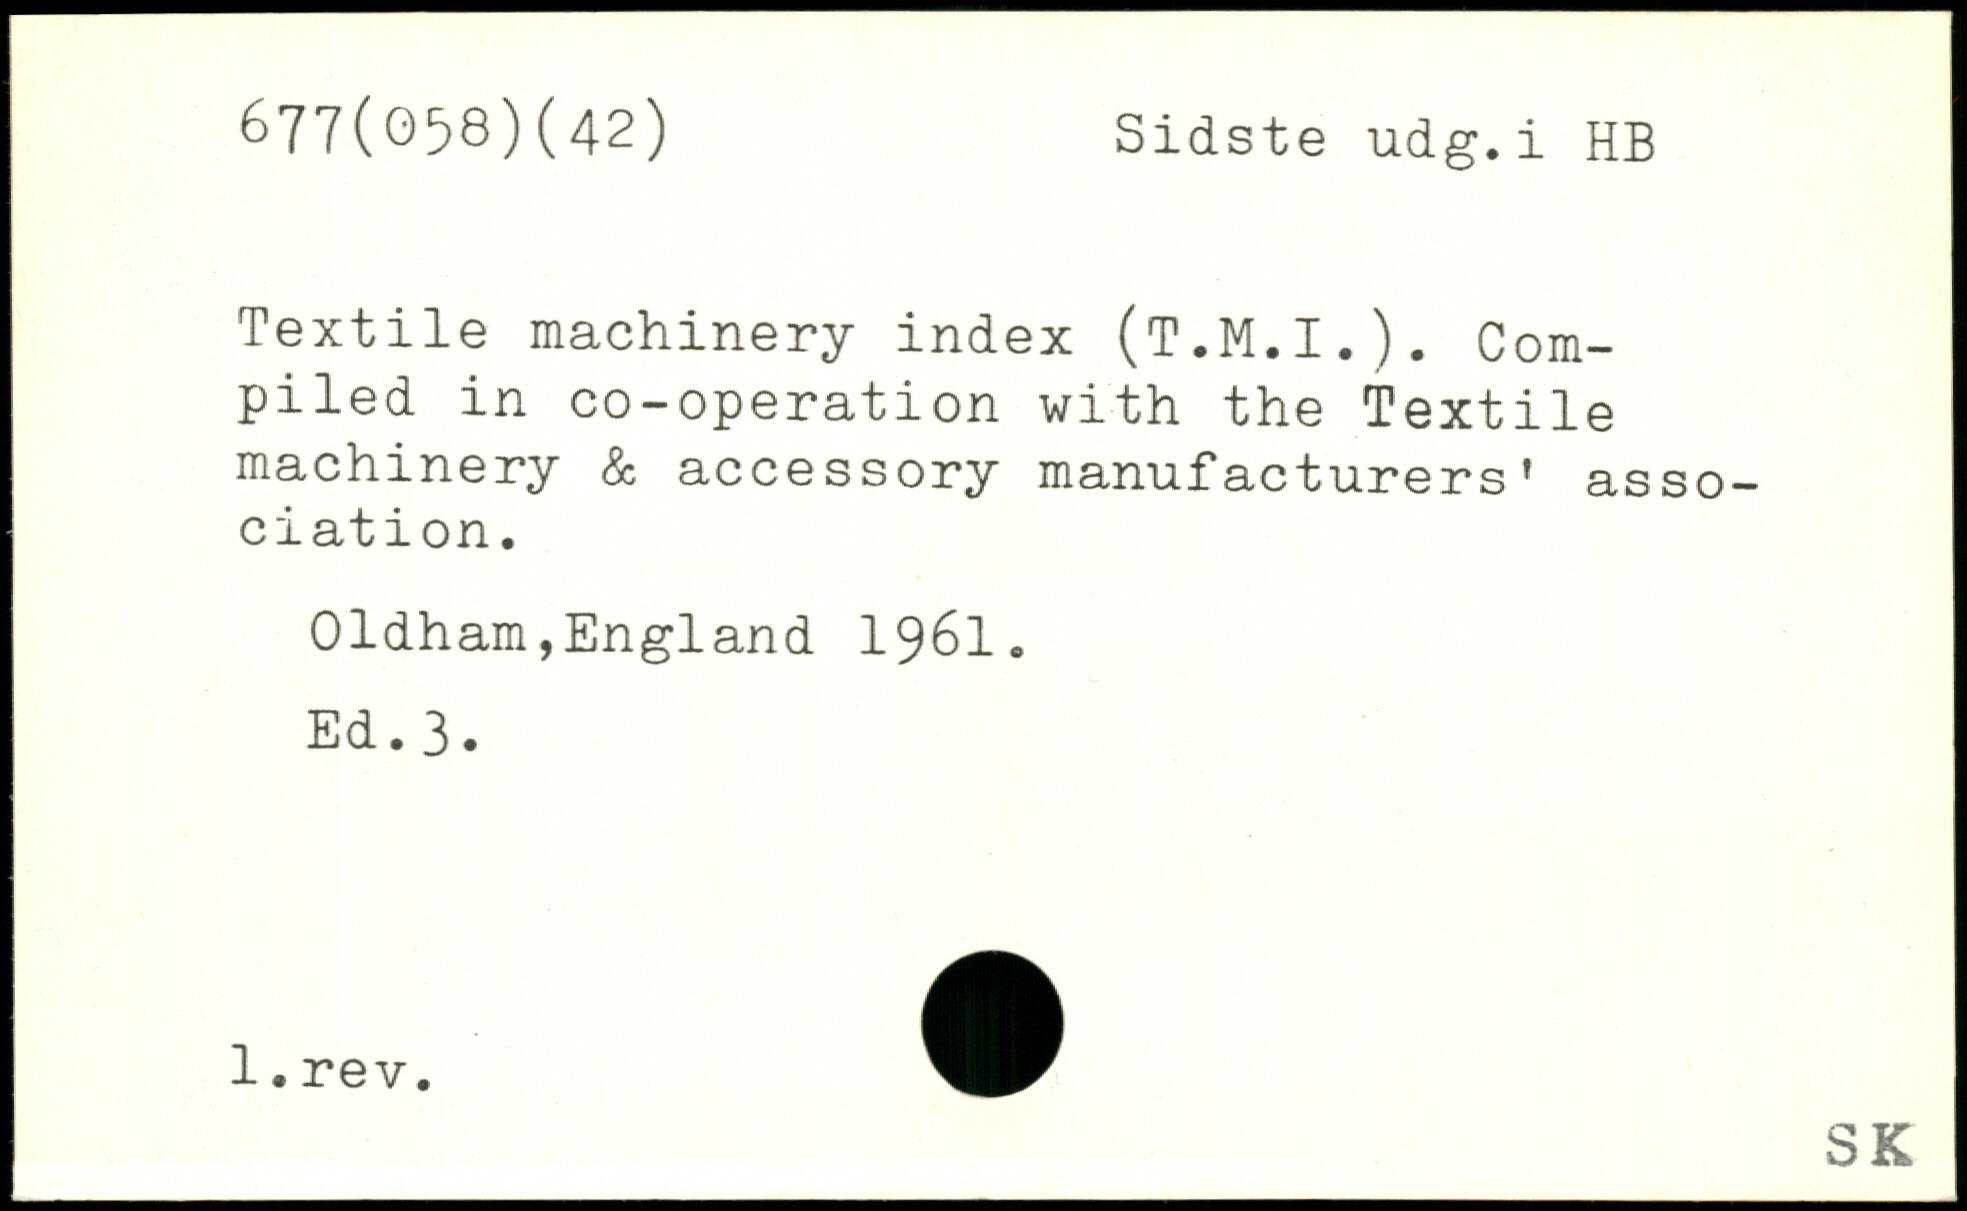 677(058)(42) Sidste udg.i HB
Textile machinery index (T.M.I.). Com-
piled in co-operation with the Textile
machinery & accessory manufacturers' asso-
ciation.
Oldham,England 1961.
Ed.3.
1.rev.
SK